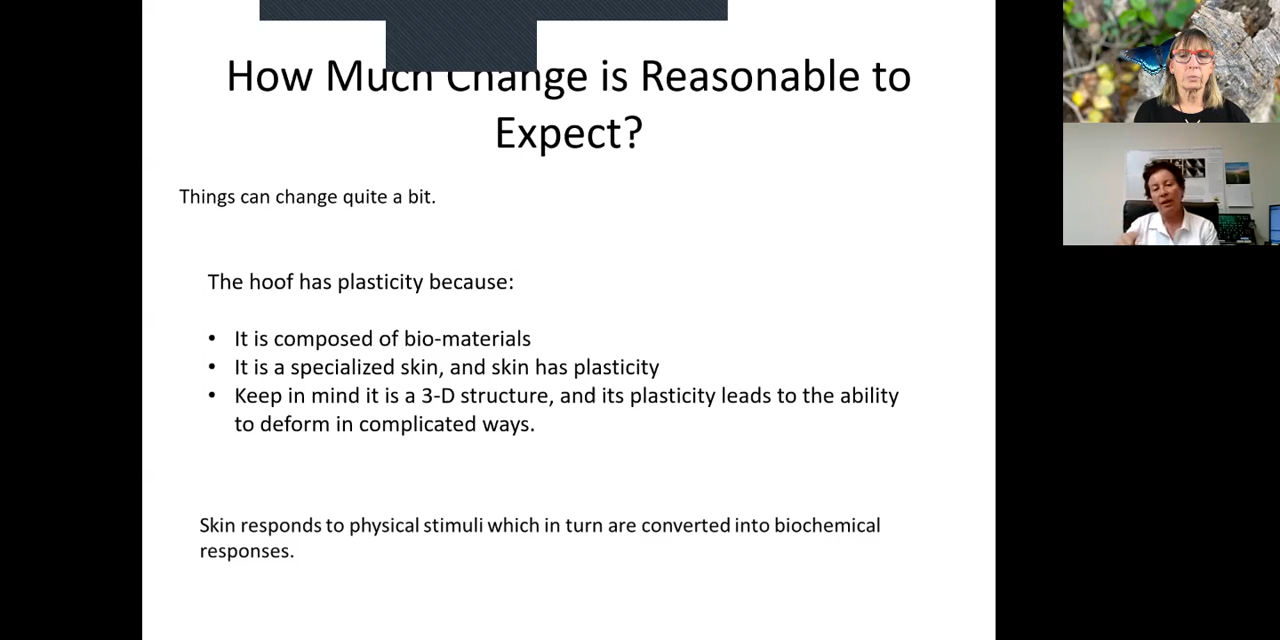 How Much Change is Reasonable to
Expect?
Things can change quite a bit.
The hoof has plasticity because:
• It is composed of bio-materials
• It is a specialized skin, and skin has plasticity
• Keep in mind it is a 3-D structure, and its plasticity leads to the ability
to deform in complicated ways.
Skin responds to physical stimuli which in turn are converted into biochemical
responses.